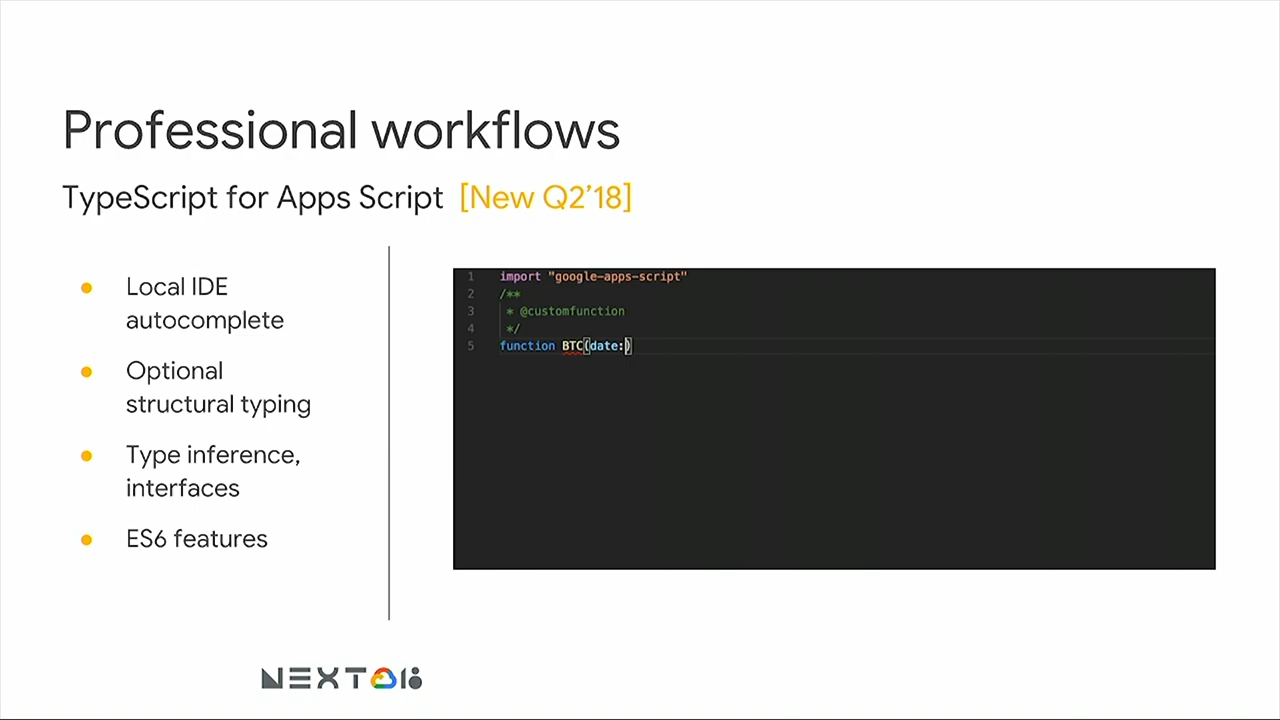 Professional workflows
TypeScript for Apps Script [New Q2’18]
● Local IDE
autocomplete
● Optional
structural typing
● Type inference,
interfaces
● ES6 features
1 import "google-apps-script"
2 /**
3 * @customfunction
4 */
5 function BTC(date:)
NEXT 18